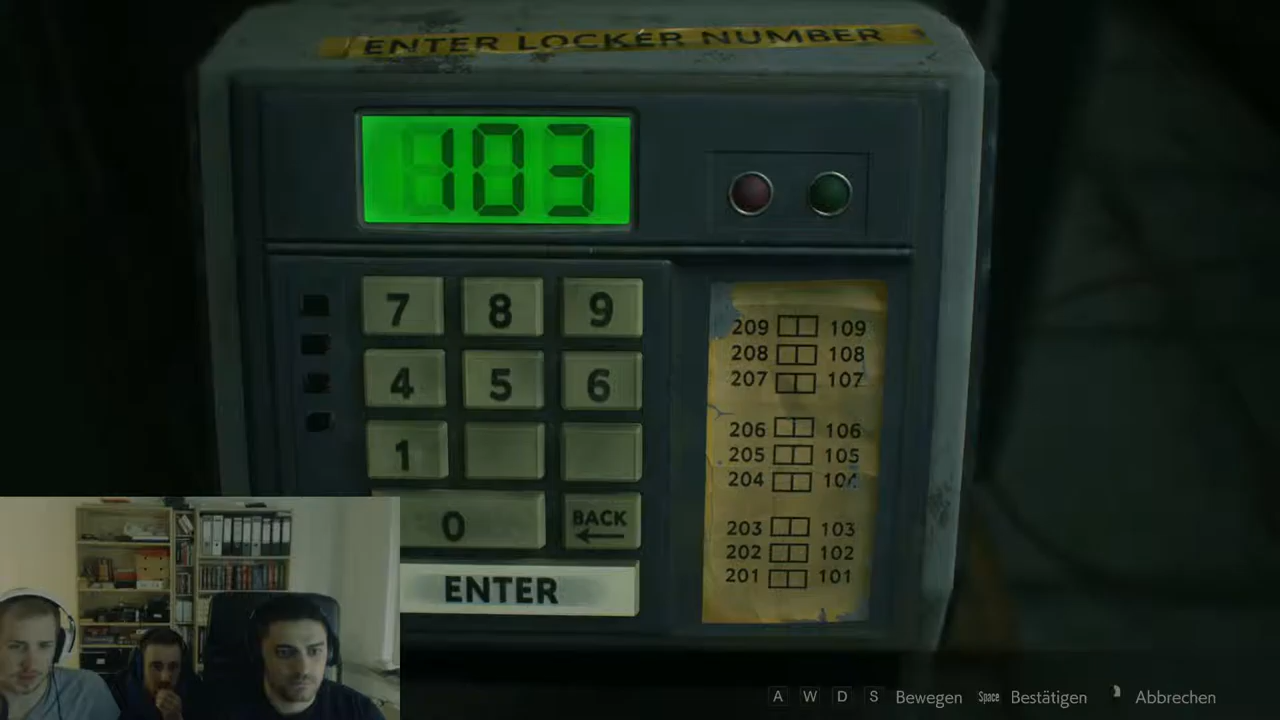 ENTER LOCKER NUMBER
103
7 8 9
4 5 6
1
0 BACK
ENTER
209 109
208 108
207 107
206 106
205 105
204 104
203 103
202 102
201 101
A W D S Bewegen Space Bestätigen Abbrechen